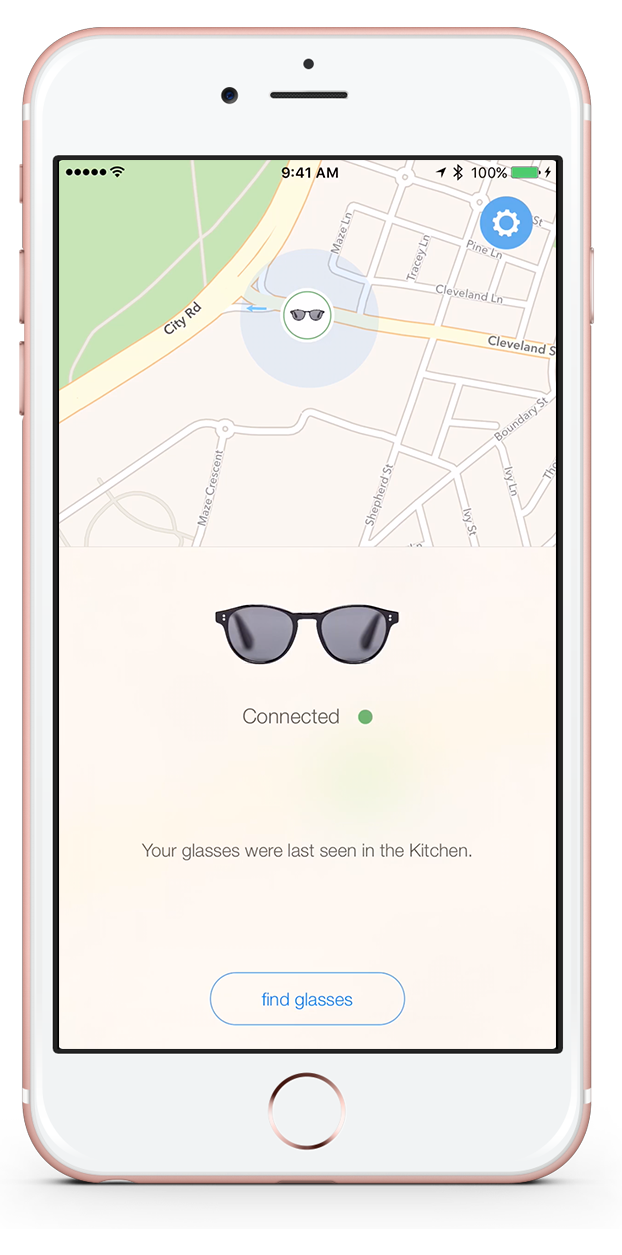 9:41 AM
100%
St
Maze Ln
Tracey Ln
Pine Ln
Cleveland Ln
City Rd
Cleveland S
Boundary St
Maze Crescent
Shepherd St
Ivy Ln
Ivy St
Connected
Your glasses were last seen in the Kitchen.
find glasses